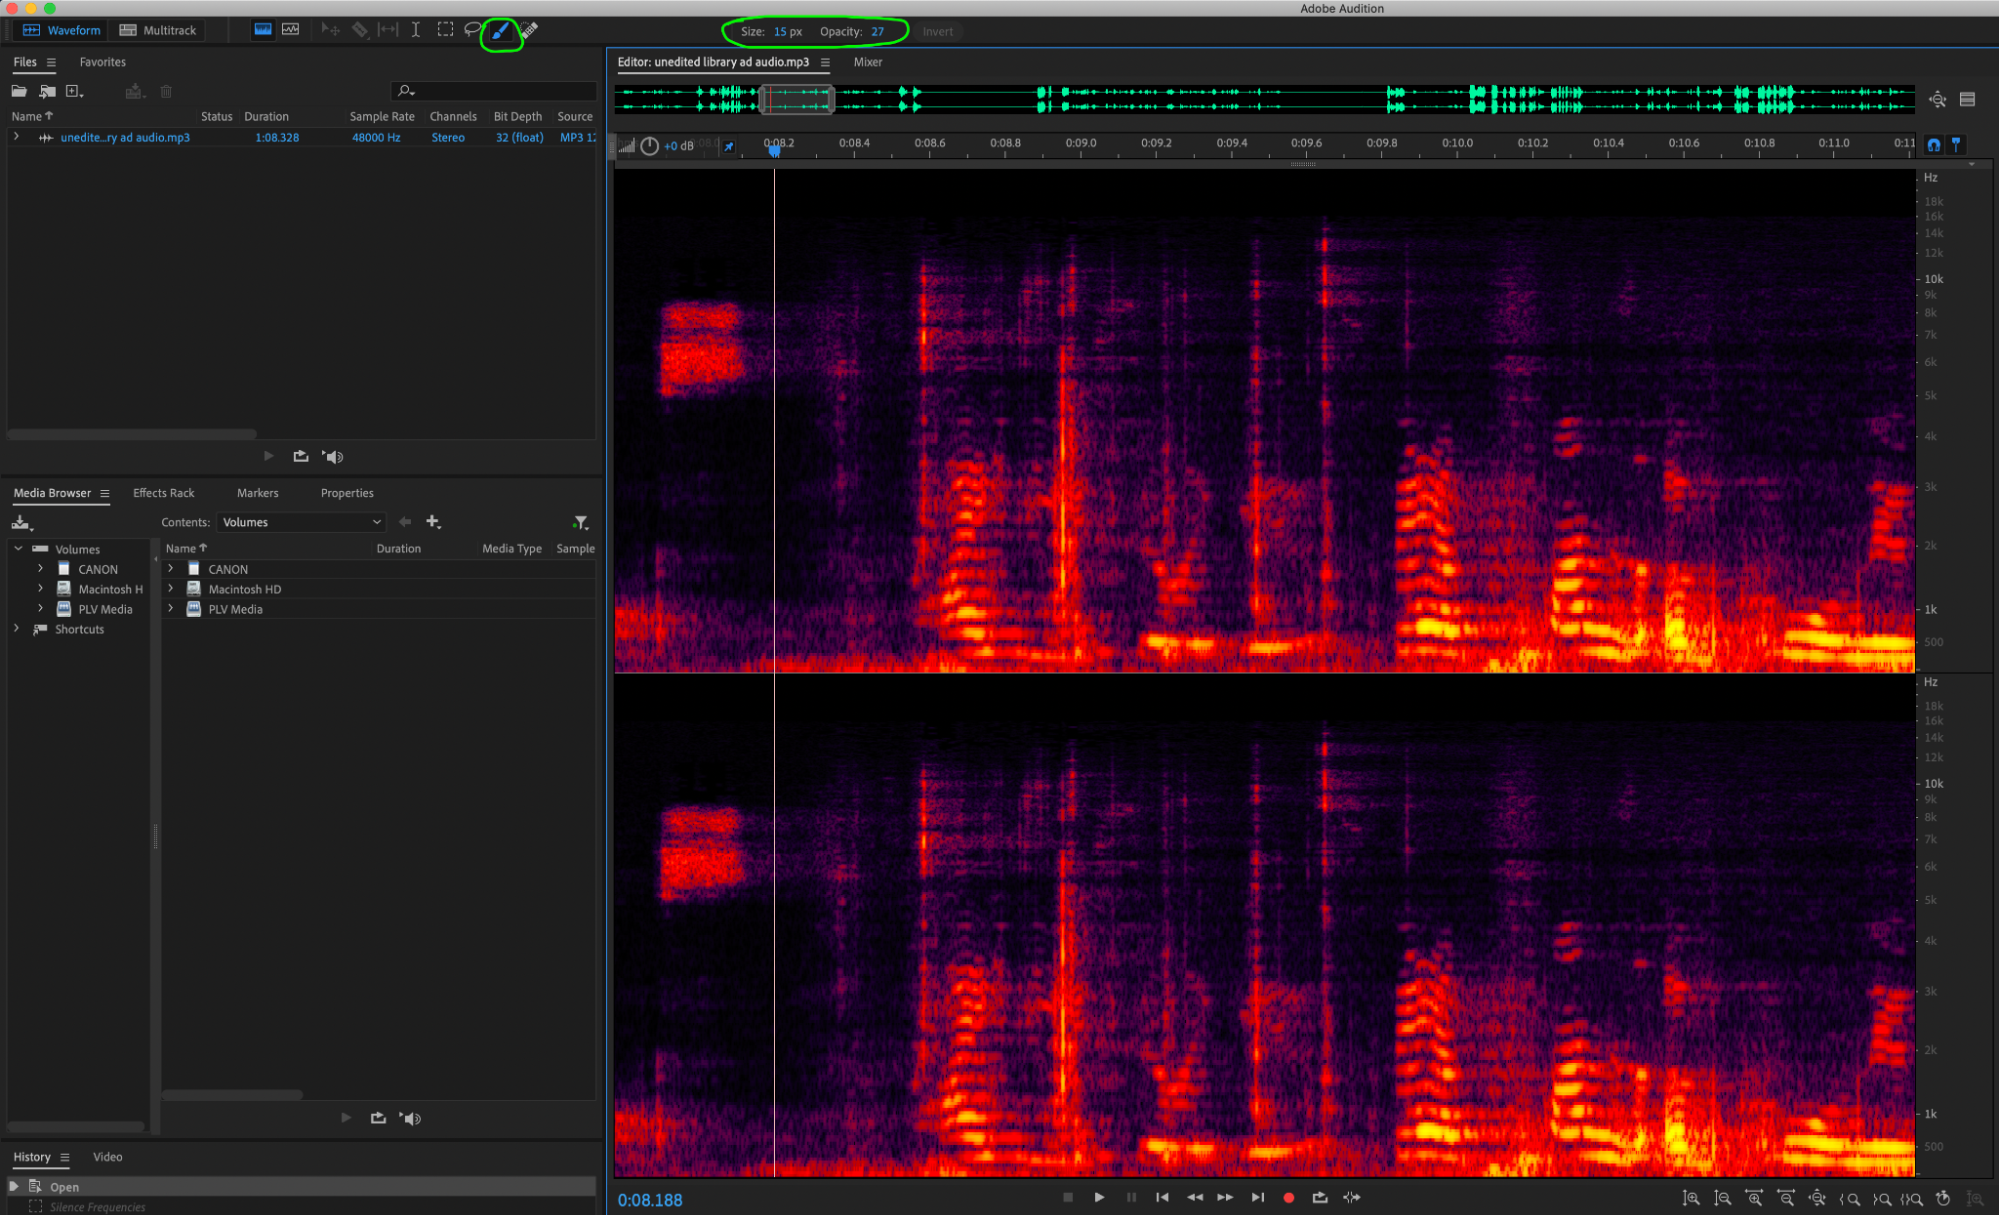 Adobe Audition
Waveform Multitrack Size: 15 px Opacity: 27 Invert
Files Favorites
Name Status Duration Sample Rate Channels Bit Depth Source
unedite...ry ad audio.mp3 1:08.328 48000 Hz Stereo 32 (float) MP3 12
Media Browser Effects Rack Markers Properties
Contents: Volumes
Name Duration Media Type Sample
Volumes
CANON
Macintosh H
PLV Media
Shortcuts
CANON
Macintosh HD
PLV Media
History Video
Open
Silence Frequencies
Editor: unedited library ad audio.mp3 Mixer
+0 dB 0:08.2 0:08.4 0:08.6 0:08.8 0:09.0 0:09.2 0:09.4 0:09.6 0:09.8 0:10.0 0:10.2 0:10.4 0:10.6 0:10.8 0:11.0 0:11
Hz
18k
16k
14k
12k
10k
9k
8k
7k
6k
5k
4k
3k
2k
1k
500
Hz
18k
16k
14k
12k
10k
9k
8k
7k
6k
5k
4k
3k
2k
1k
500
0:08.188